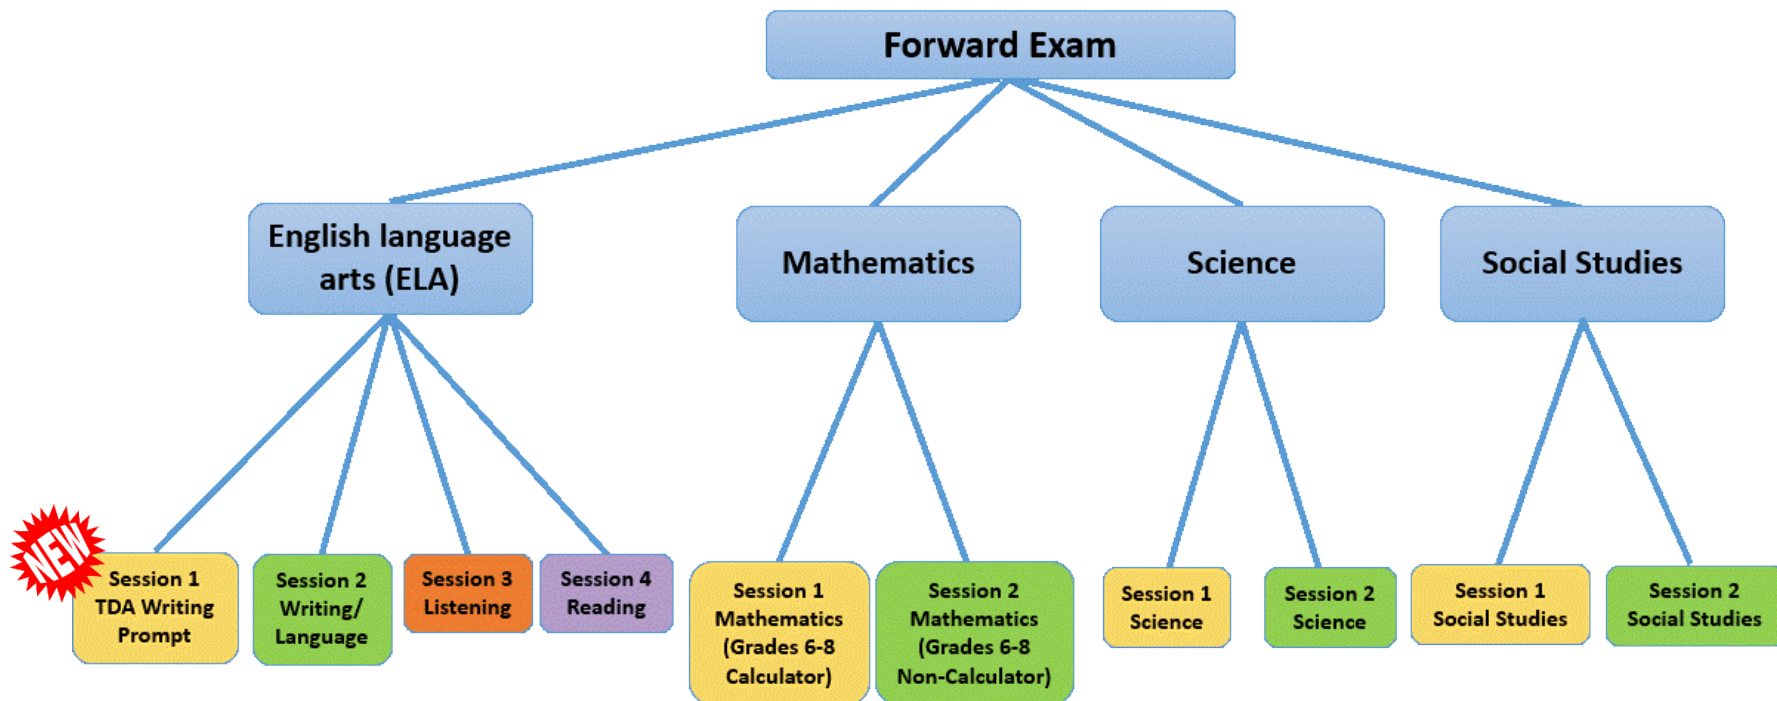 Forward Exam
English language
arts (ELA)
Mathematics
Science
Social Studies
NEW
Session 1
TDA Writing
Prompt
Session 2
Writing/
Language
Session 3
Listening
Session 4
Reading
Session 1
Mathematics
(Grades 6-8
Calculator)
Session 2
Mathematics
(Grades 6-8
Non-Calculator)
Session 1
Science
Session 2
Science
Session 1
Social Studies
Session 2
Social Studies